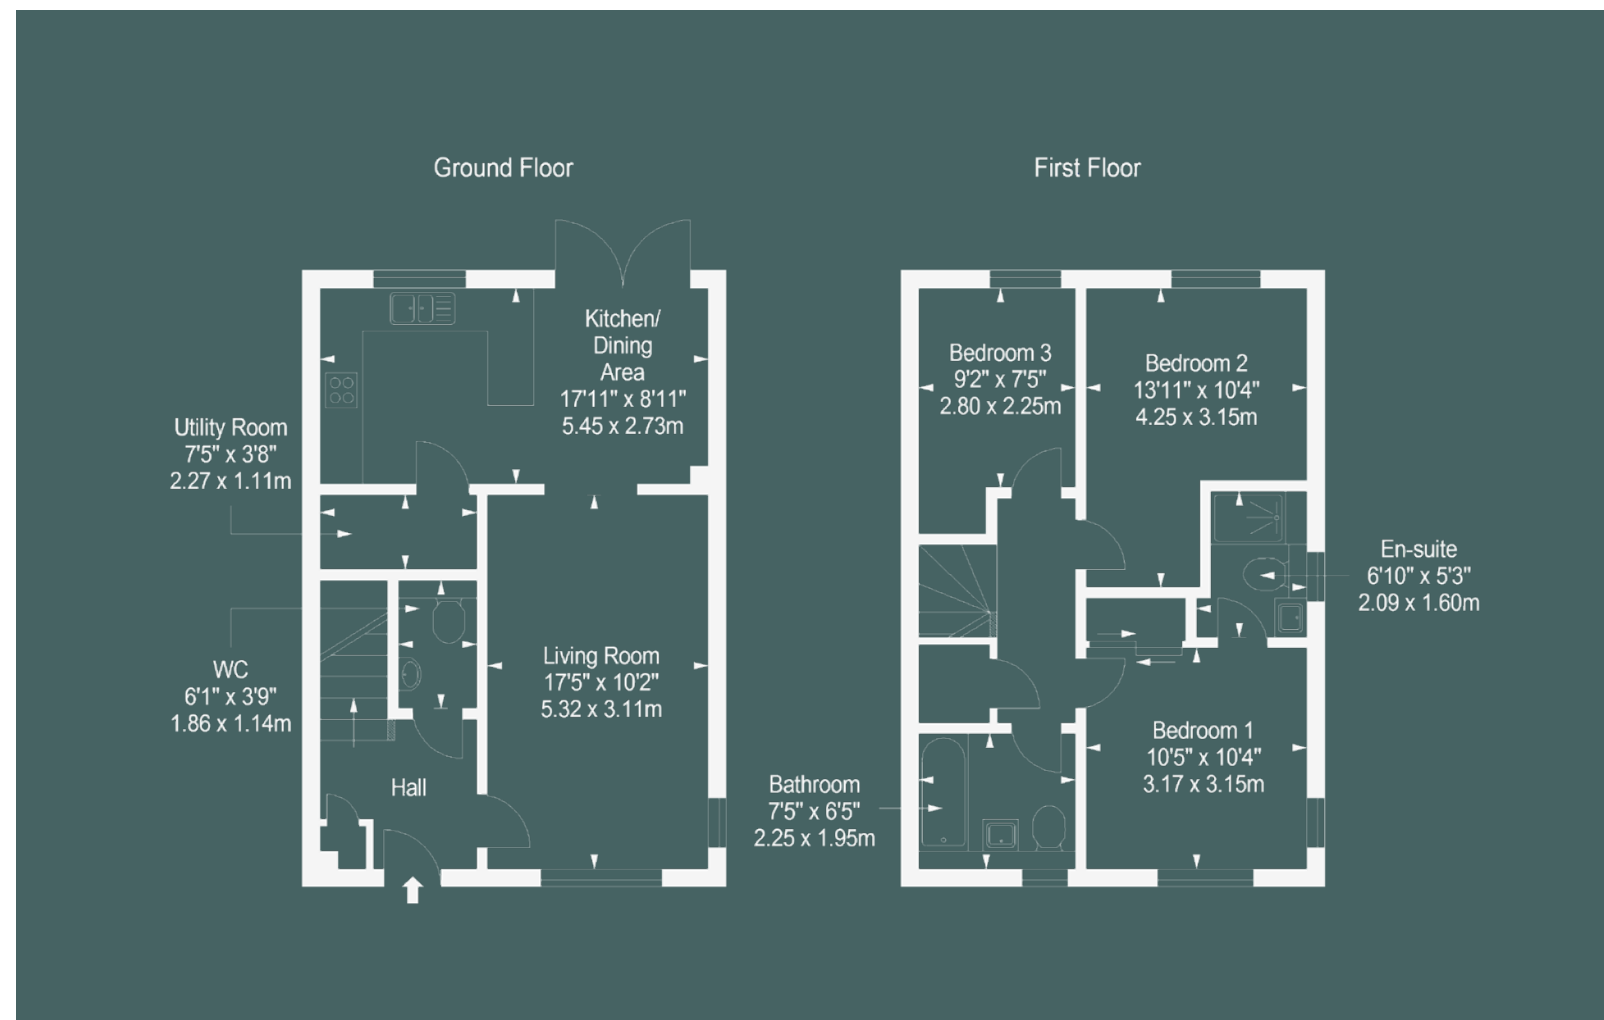 Ground Floor
First Floor
Kitchen/
Dining
Area
17'11" x 8'11"
5.45 x 2.73m
Utility Room
7'5" x 3'8"
2.27 x 1.11m
WC
6'1" x 3'9"
1.86 x 1.14m
Living Room
17'5" x 10'2"
5.32 x 3.11m
Hall
Bedroom 3
9'2" x 7'5"
2.80 x 2.25m
Bedroom 2
13'11" x 10'4"
4.25 x 3.15m
En-suite
6'10" x 5'3"
2.09 x 1.60m
Bedroom 1
10'5" x 10'4"
3.17 x 3.15m
Bathroom
7'5" x 6'5"
2.25 x 1.95m